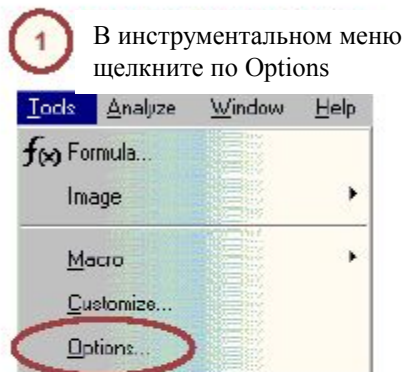 1
В инструментальном меню
щелкните по Options
Tools Analyze Window Help
f(x) Formula...
Image
Macro
Customize...
Options...